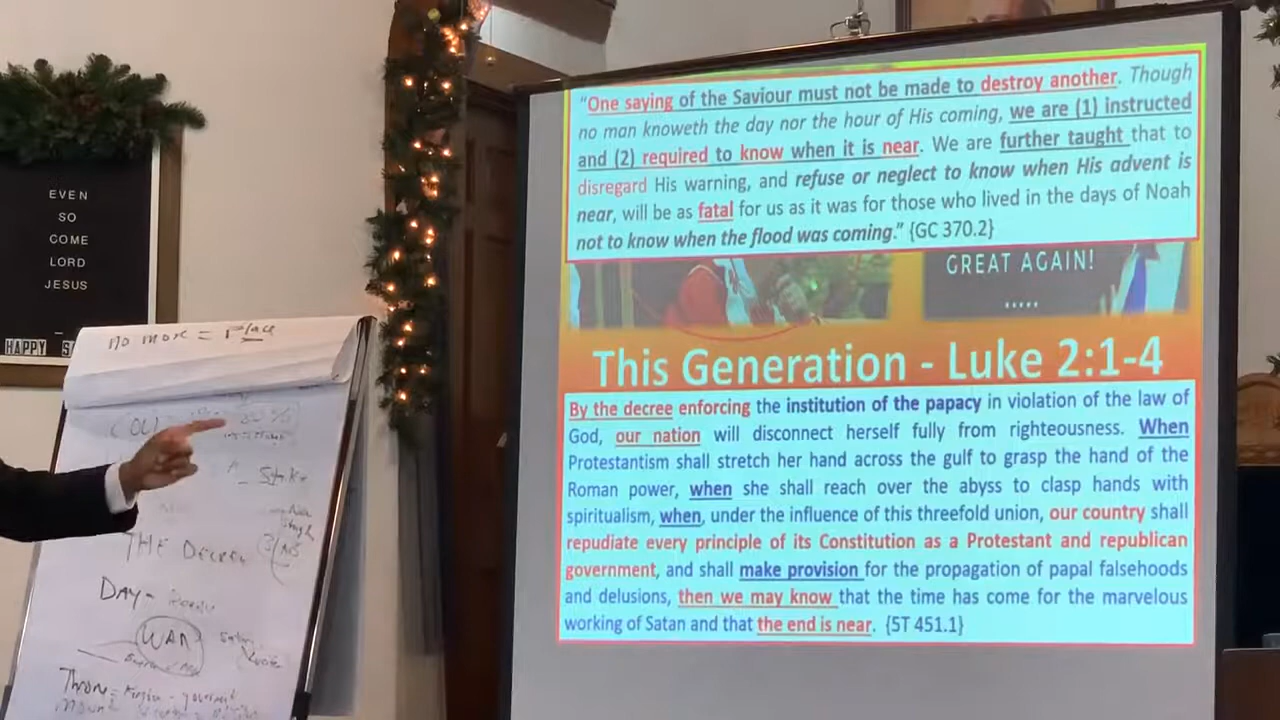 EVEN
SO
COME
LORD
JESUS
HAPPY S
No more = Place
THE DECREE
DAY -
WAR
"One saying of the Saviour must not be made to destroy another. Though
no man knoweth the day nor the hour of His coming, we are (1) instructed
and (2) required to know when it is near. We are further taught that to
disregard His warning, and refuse or neglect to know when His advent is
near, will be as fatal for us as it was for those who lived in the days of Noah
not to know when the flood was coming." {GC 370.2}
GREAT AGAIN!
.....
This Generation - Luke 2:1-4
By the decree enforcing the institution of the papacy in violation of the law of
God, our nation will disconnect herself fully from righteousness. When
Protestantism shall stretch her hand across the gulf to grasp the hand of the
Roman power, when she shall reach over the abyss to clasp hands with
spiritualism, when, under the influence of this threefold union, our country shall
repudiate every principle of its Constitution as a Protestant and republican
government, and shall make provision for the propagation of papal falsehoods
and delusions, then we may know that the time has come for the marvelous
working of Satan and that the end is near. {5T 451.1}